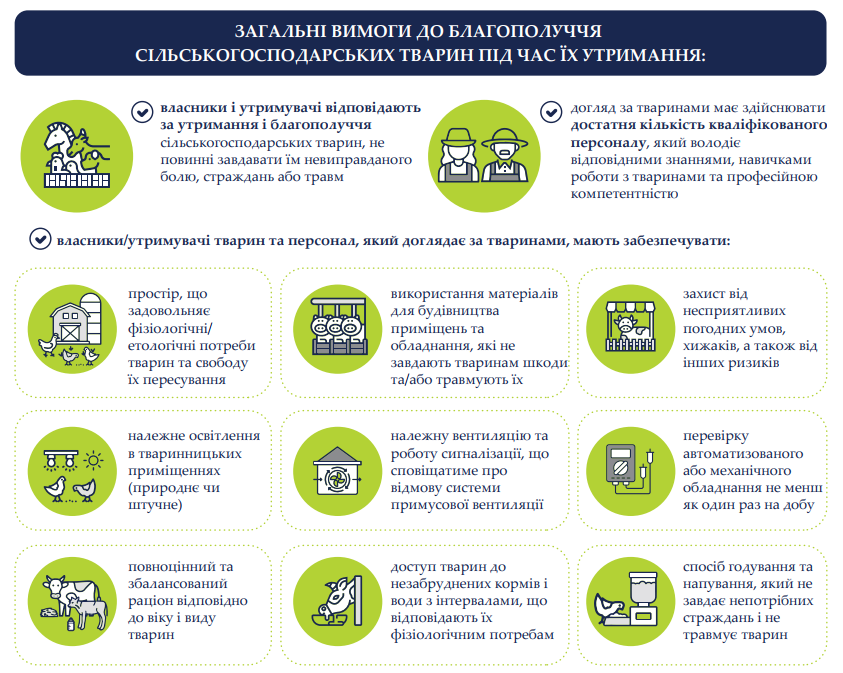 ЗАГАЛЬНІ ВИМОГИ ДО БЛАГОПОЛУЧЧЯ
СІЛЬСЬКОГОСПОДАРСЬКИХ ТВАРИН ПІД ЧАС ЇХ УТРИМАННЯ:
власники і утримувачі відповідають
за утримання і благополуччя
сільськогосподарських тварин, не
повинні завдавати їм невиправданого
болю, страждань або травм
догляд за тваринами має здійснювати
достатня кількість кваліфікованого
персоналу, який володіє
відповідними знаннями, навичками
роботи з тваринами та професійною
компетентністю
власники/утримувачі тварин та персонал, який доглядає за тваринами, мають забезпечувати:
простір, що
задовольняє
фізіологічні/
етологічні потреби
тварин та свободу
їх пересування
використання матеріалів
для будівництва
приміщень та
обладнання, які не
завдають тваринам шкоди
та/або травмують їх
захист від
несприятливих
погодних умов,
хижаків, а також від
інших ризиків
належне освітлення
в тваринницьких
приміщеннях
(природнє чи
штучне)
належну вентиляцію та
роботу сигналізації, що
сповіщатиме про
відмову системи
примусової вентиляції
перевірку
автоматизованого
або механічного
обладнання не менш
як один раз на добу
повноцінний та
збалансований
раціон відповідно
до віку і виду
тварин
доступ тварин до
незабруднених кормів і
води з інтервалами, що
відповідають їх
фізіологічним потребам
спосіб годування та
напування, який не
завдає непотрібних
страждань і не
травмує тварин